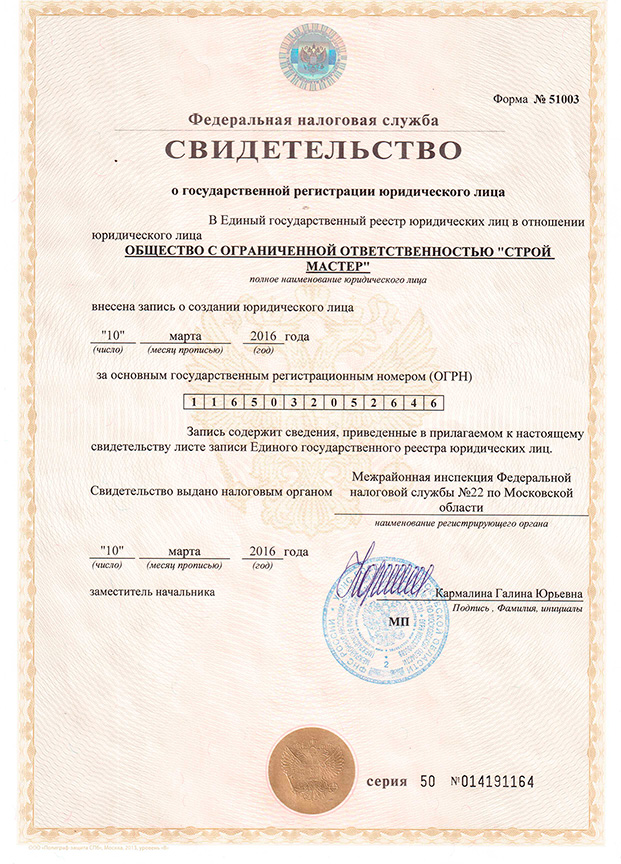 Форма № 51003
Федеральная налоговая служба
СВИДЕТЕЛЬСТВО
о государственной регистрации юридического лица
В Единый государственный реестр юридических лиц в отношении
юридического лица
ОБЩЕСТВО С ОГРАНИЧЕННОЙ ОТВЕТСТВЕННОСТЬЮ "СТРОЙ
МАСТЕР"
полное наименование юридического лица
внесена запись о создании юридического лица
"10" марта 2016 года
(число) (месяц прописью) (год)
за основным государственным регистрационным номером (ОГРН)
1 1 6 5 0 3 2 0 5 2 6 4 6
Запись содержит сведения, приведенные в прилагаемом к настоящему
свидетельству листе записи Единого государственного реестра юридических лиц.
Свидетельство выдано налоговым органом
Межрайонная инспекция Федеральной
налоговой службы №22 по Московской
области
наименование регистрирующего органа
"10" марта 2016 года
(число) (месяц прописью) (год)
заместитель начальника
Кармалина Галина Юрьевна
Подпись , Фамилия, инициалы
МП
серия 50 №014191164